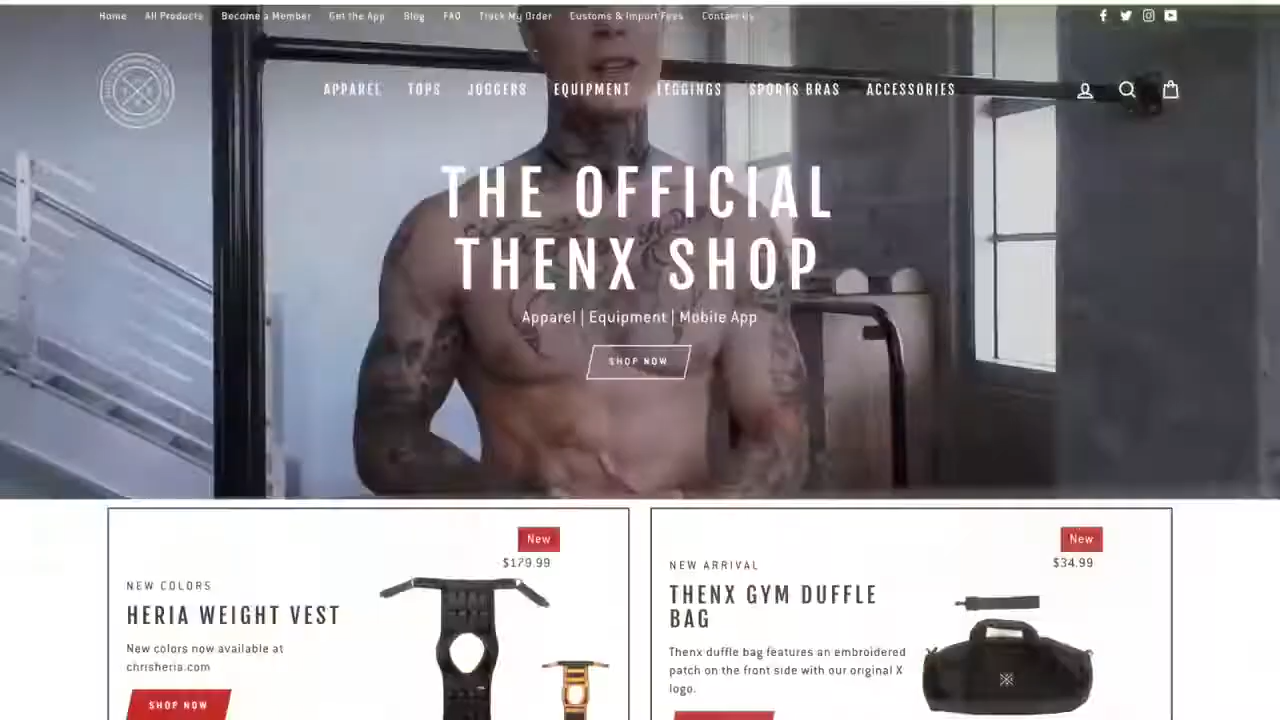 Home All Products Become a Member Get the App Blog FAQ Track My Order Customs & Import Fees Contact Us
APPAREL TOPS JOGGERS EQUIPMENT LEGGINGS SPORTS BRAS ACCESSORIES
THE OFFICIAL
THENX SHOP
Apparel | Equipment | Mobile App
SHOP NOW
New
$179.99
NEW COLORS
HERIA WEIGHT VEST
New colors now available at
chrisheria.com
SHOP NOW
New
$34.99
NEW ARRIVAL
THENX GYM DUFFLE
BAG
Thenx duffle bag features an embroidered
patch on the front side with our original X
logo.